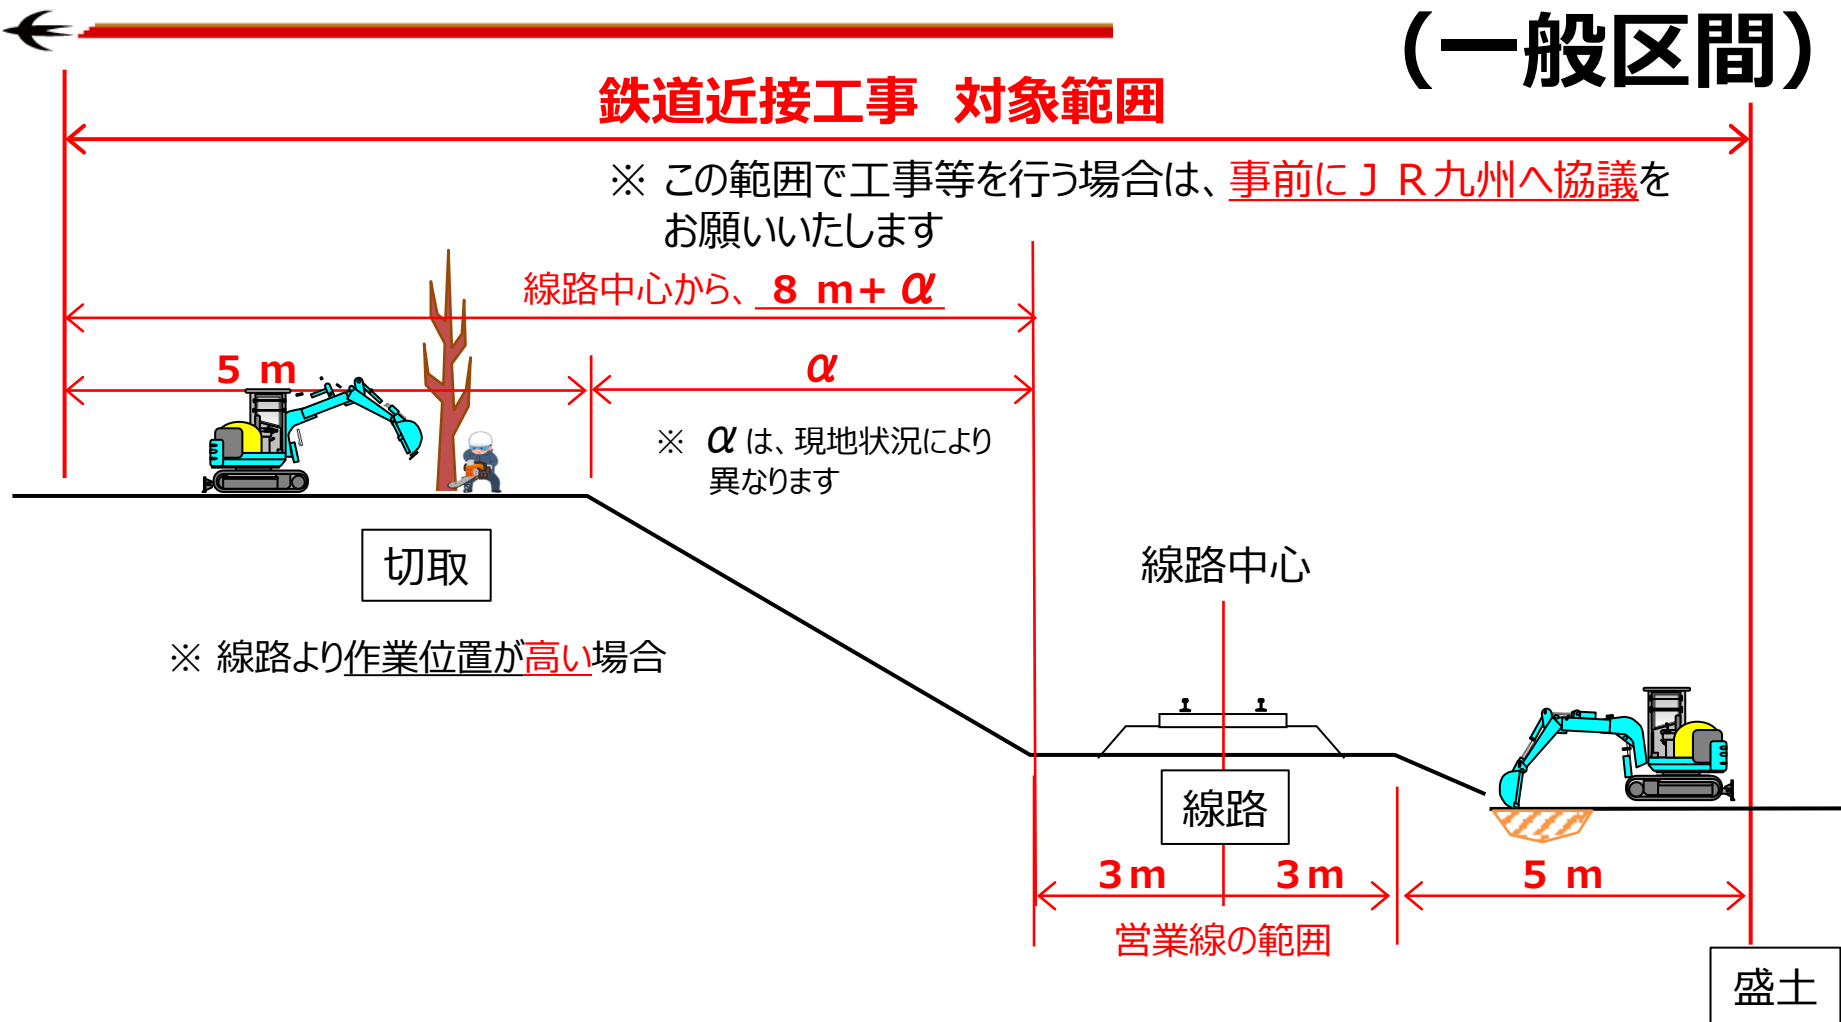 （一般区間）
鉄道近接工事 対象範囲
※ この範囲で工事等を行う場合は、事前にＪＲ九州へ協議を
お願いいたします
線路中心から、８ｍ+α
５ｍ
α
※ αは、現地状況により
異なります
切取
線路中心
※ 線路より作業位置が高い場合
線路
３ｍ
３ｍ
５ｍ
営業線の範囲
盛土